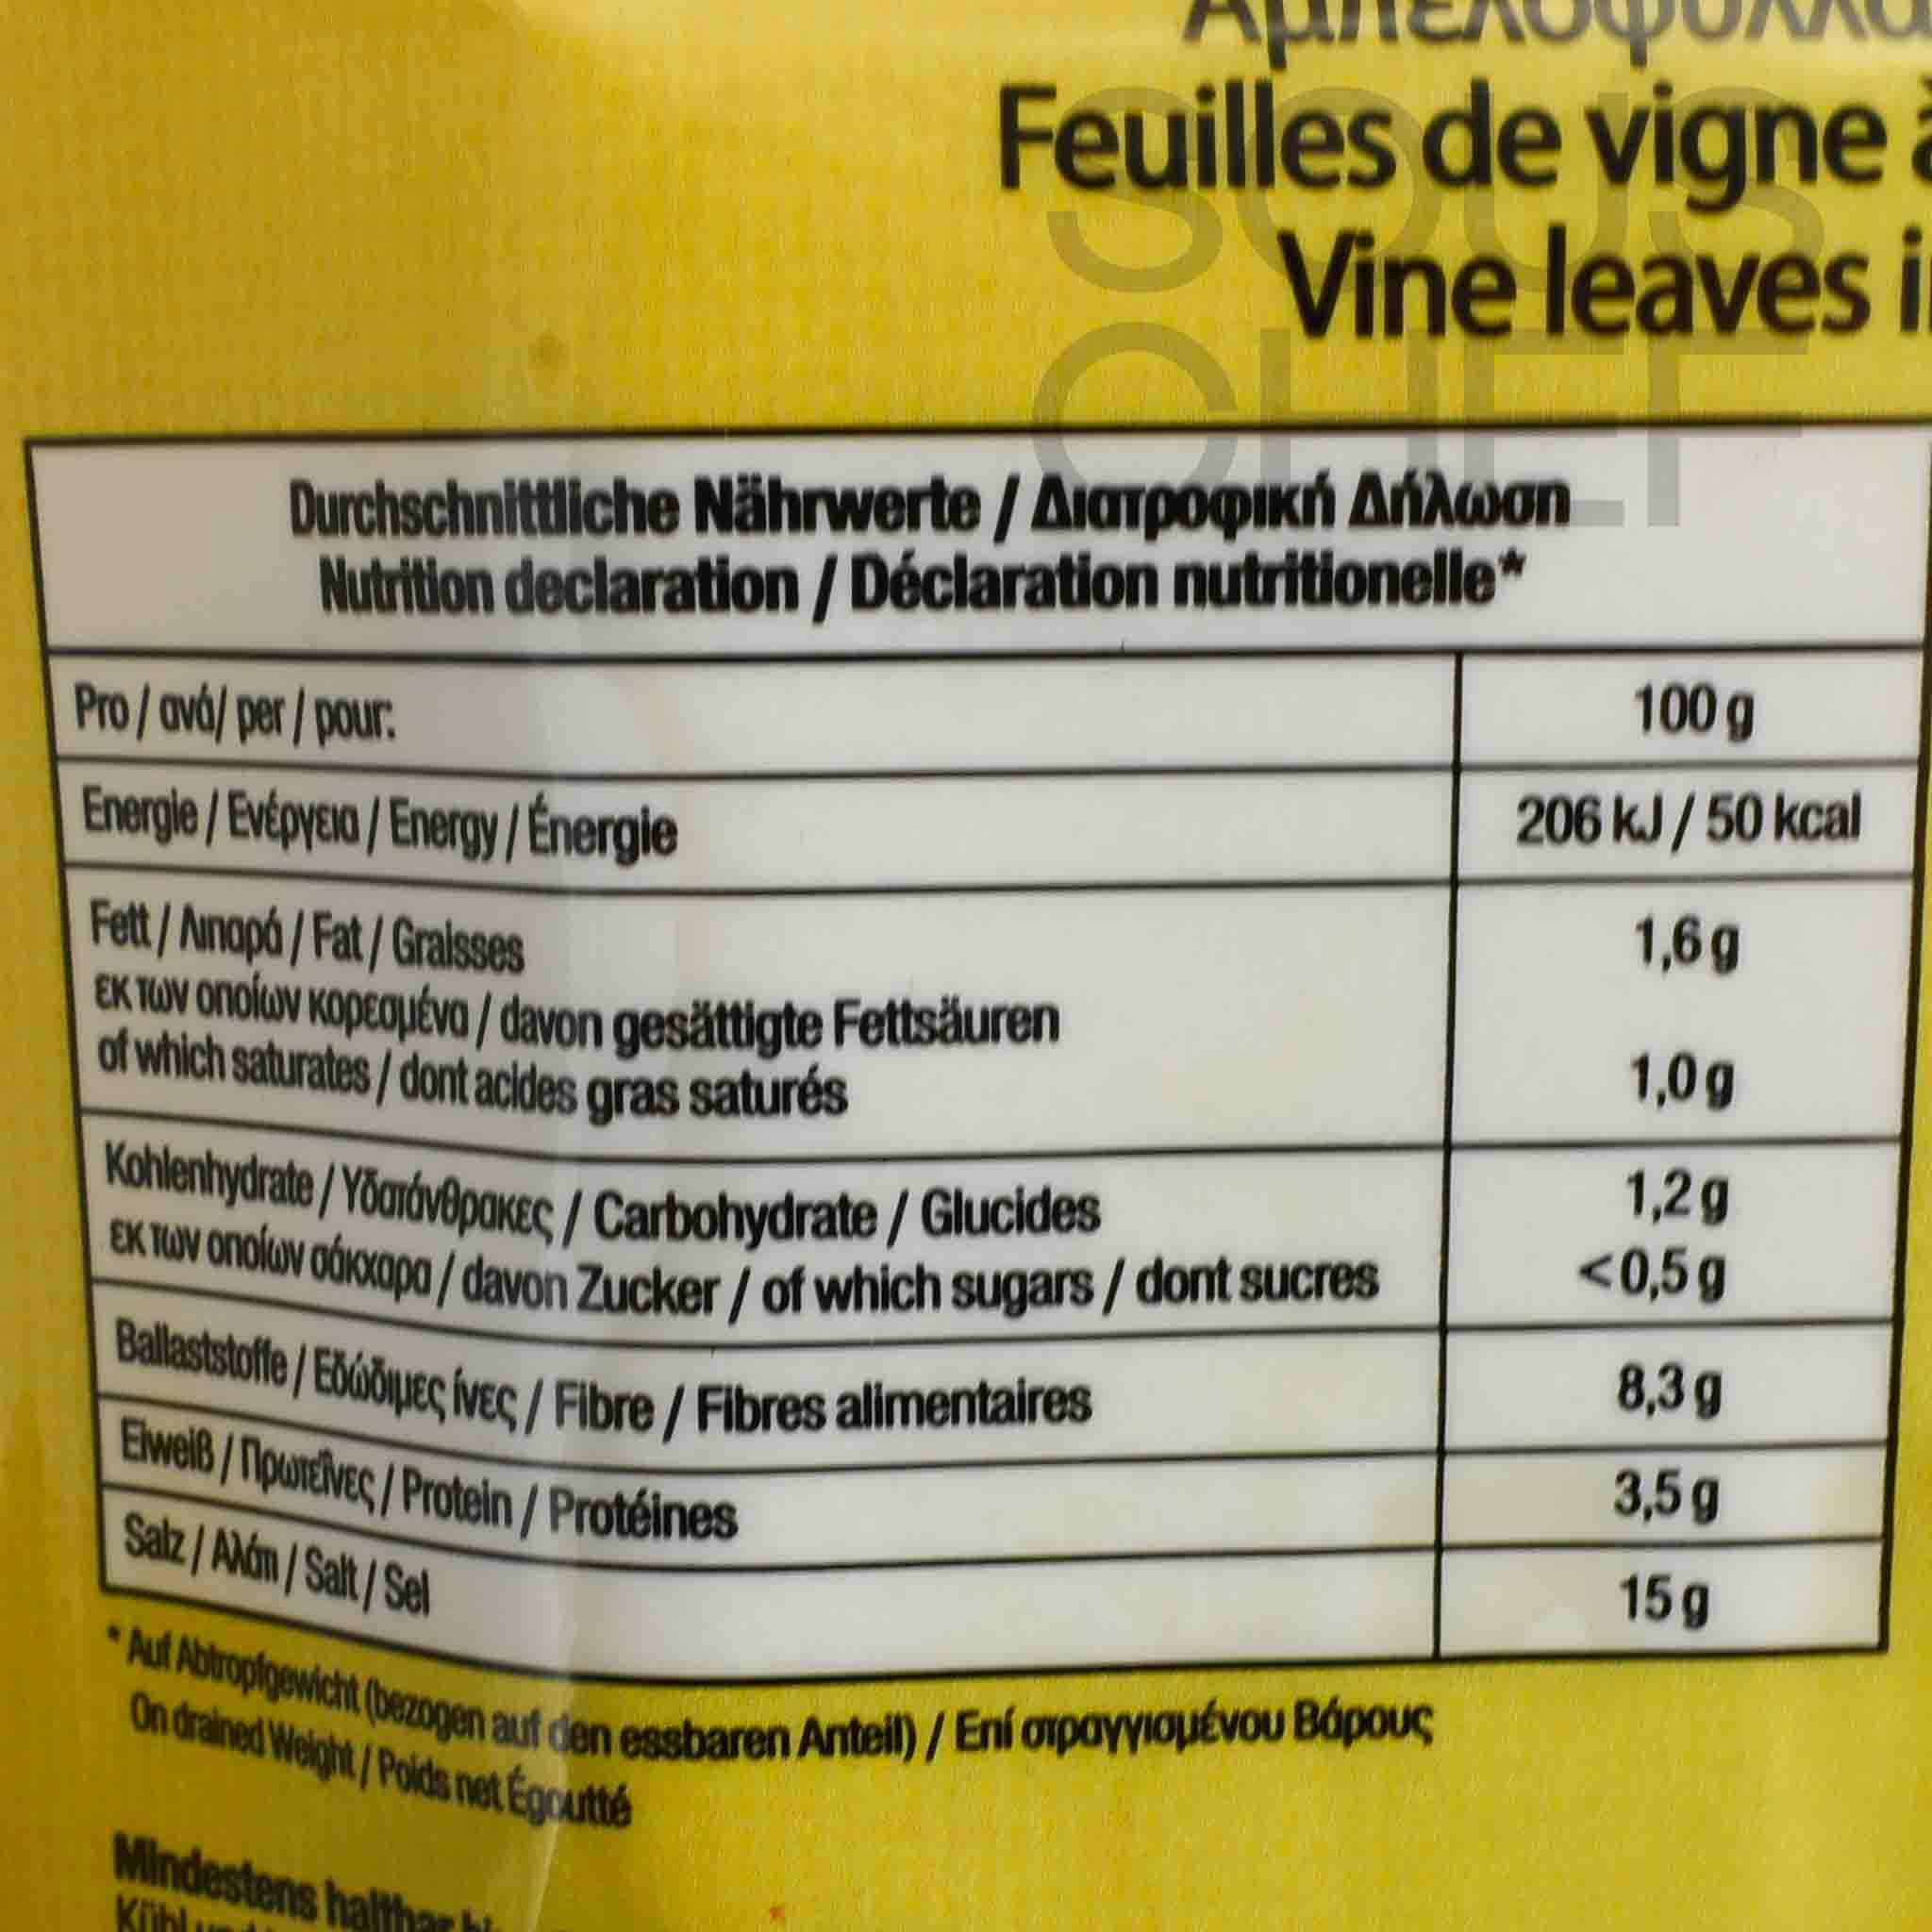 Αμπελόφυλλα
Feuilles de vigne à
Vine leaves i
SOUS
CHEF
Durchschnittliche Nährwerte / Διατροφική Δήλωση
Nutrition declaration / Déclaration nutritionelle*
Pro / ανά/ per / pour: 100 g
Energie / Ενέργεια / Energy / Énergie 206 kJ / 50 kcal
Fett / Λιπαρά / Fat / Graisses 1,6 g
εκ των οποίων κορεσμένα / davon gesättigte Fettsäuren
of which saturates / dont acides gras saturés 1,0 g
Kohlenhydrate / Υδατάνθρακες / Carbohydrate / Glucides 1,2 g
εκ των οποίων σάκχαρα / davon Zucker / of which sugars / dont sucres <0,5 g
Ballaststoffe / Εδώδιμες ίνες / Fibre / Fibres alimentaires 8,3 g
Eiweiß / Πρωτεΐνες / Protein / Protéines 3,5 g
Salz / Αλάτι / Salt / Sel 15 g
* Auf Abtropfgewicht (bezogen auf den essbaren Anteil) / Επί στραγγισμένου Βάρους
On drained Weight / Poids net Égoutté
Mindestens haltbar
Kühl